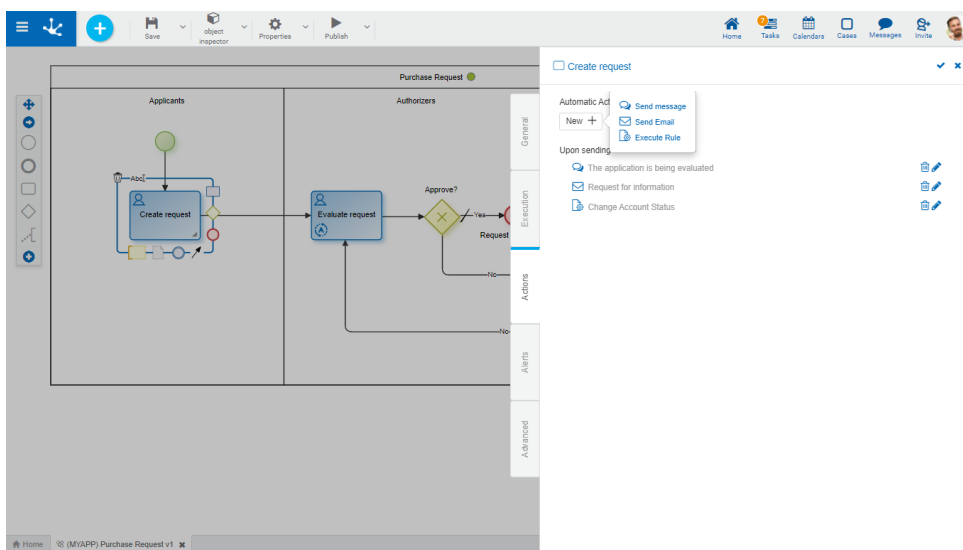 Save
object
inspector
Properties
Publish
Home
7
Tasks
Calendars
Cases
Messages
Invite
Purchase Request
Applicants
Authorizers
Abc
Create request
Evaluate request
Approve?
Yes
Request
No
No
General
Execution
Actions
Alerts
Advanced
Create request
Automatic Act
New +
Send message
Send Email
Execute Rule
Upon sending
The application is being evaluated
Request for information
Change Account Status
Home
(MYAPP) Purchase Request v1